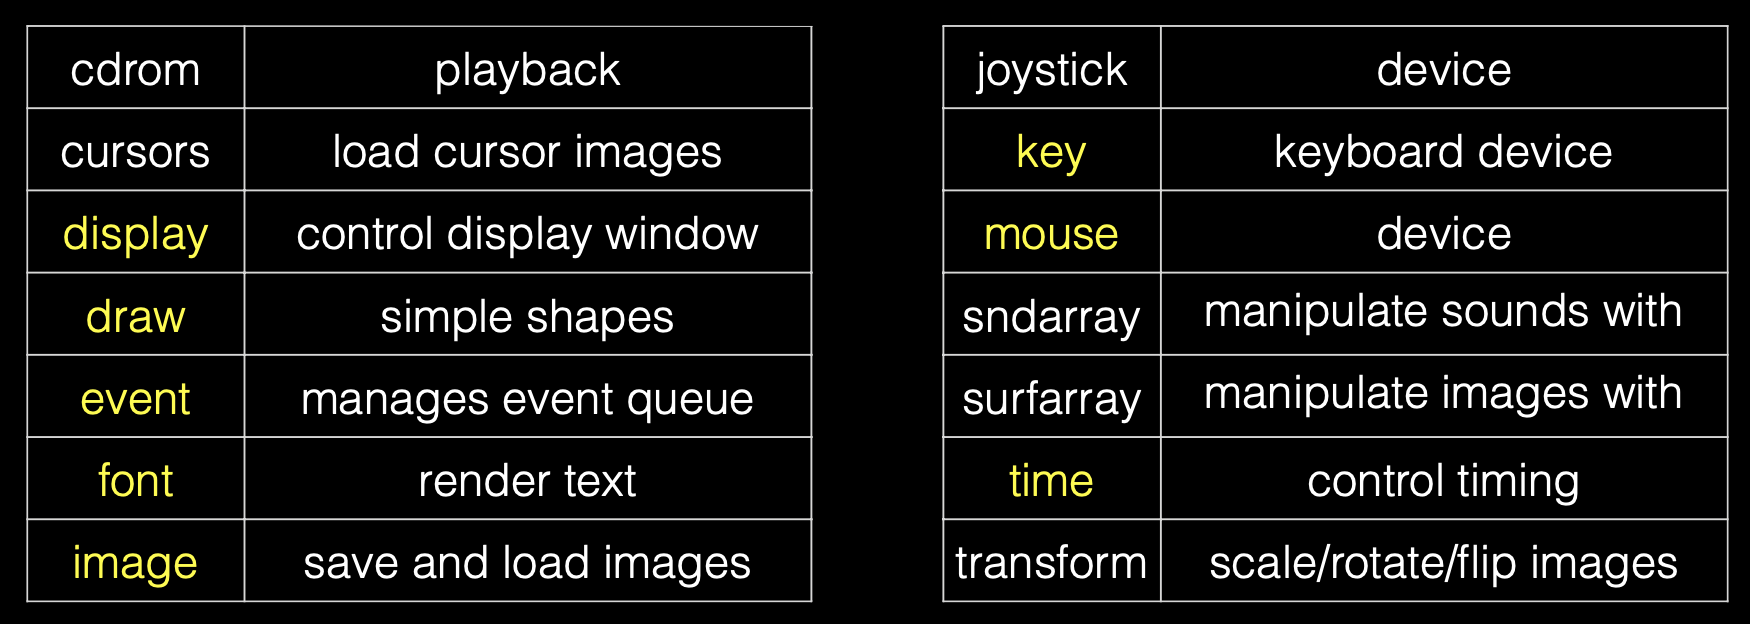 cdrom playback
cursors load cursor images
display control display window
draw simple shapes
event manages event queue
font render text
image save and load images
joystick device
key keyboard device
mouse device
sndarray manipulate sounds with
surfarray manipulate images with
time control timing
transform scale/rotate/flip images